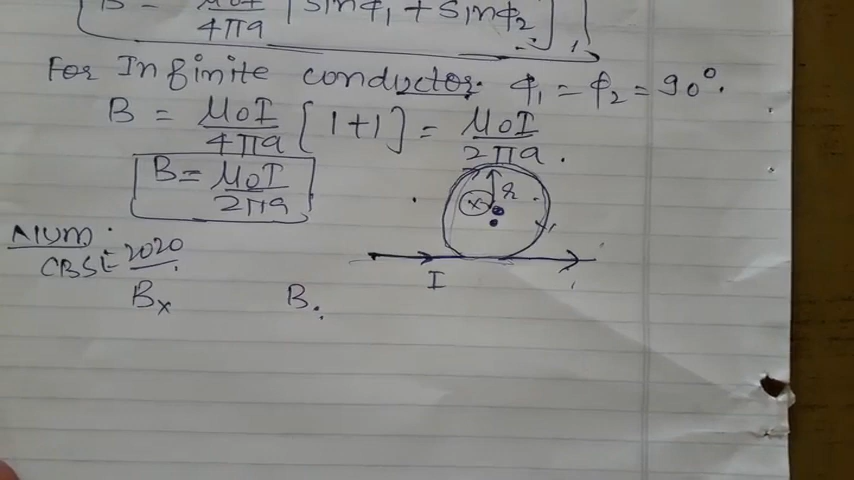 B = μ0I/4πa [sinϕ1 + sinϕ2]
For Infinite conductor. ϕ1 = ϕ2 = 90°.
B = μ0I/4πa [1+1] = μ0I/2πa.
B = μ0I/2πa
r
x
Num.
CBSE 2020
I
Bx B.